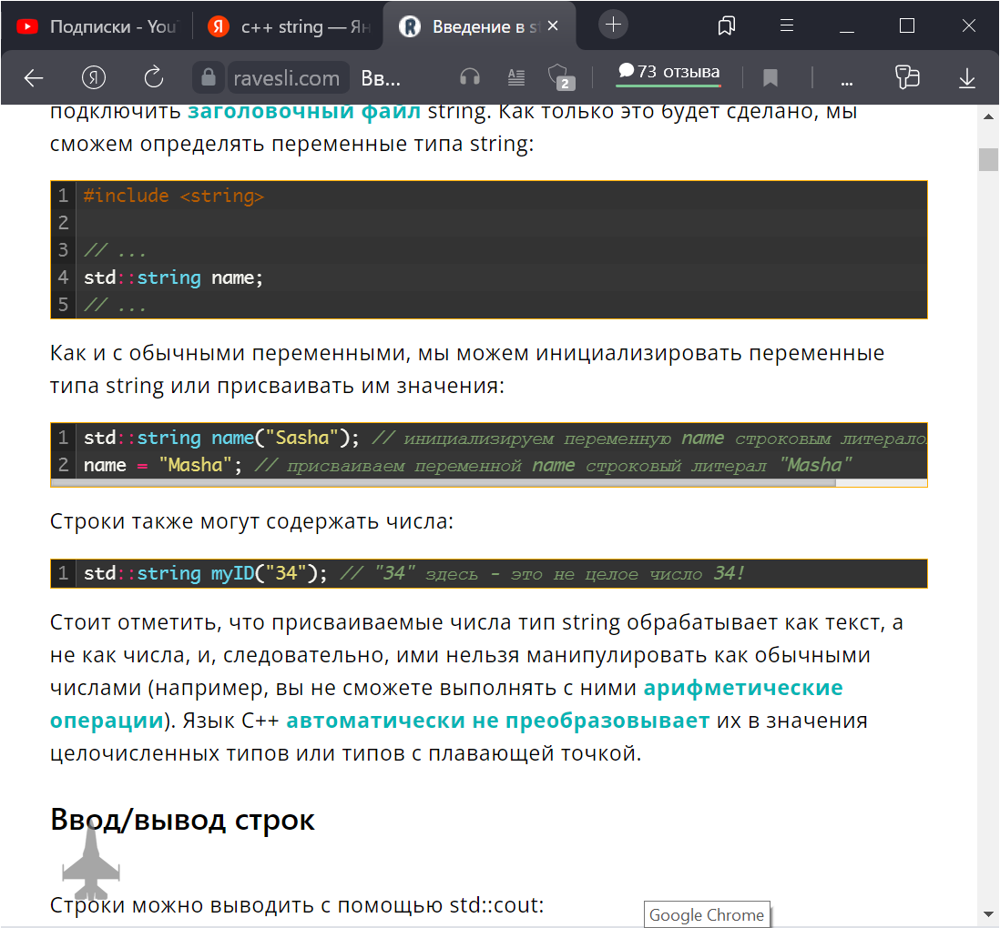 Подписки - You
Я c++ string — Ян
R Введение в st
Я ravesli.com Вв... 2 73 отзыва ...
подключить заголовочный файл string. Как только это будет сделано, мы
сможем определять переменные типа string:
1 #include <string>
2
3 // ...
4 std::string name;
5 // ...
Как и с обычными переменными, мы можем инициализировать переменные
типа string или присваивать им значения:
1 std::string name("Sasha"); // инициализируем переменную name строковым литерало
2 name = "Masha"; // присваиваем переменной name строковый литерал "Masha"
Строки также могут содержать числа:
1 std::string myID("34"); // "34" здесь - это не целое число 34!
Стоит отметить, что присваиваемые числа тип string обрабатывает как текст, а
не как числа, и, следовательно, ими нельзя манипулировать как обычными
числами (например, вы не сможете выполнять с ними арифметические
операции). Язык C++ автоматически не преобразовывает их в значения
целочисленных типов или типов с плавающей точкой.
Ввод/вывод строк
Строки можно выводить с помощью std::cout:
Google Chrome